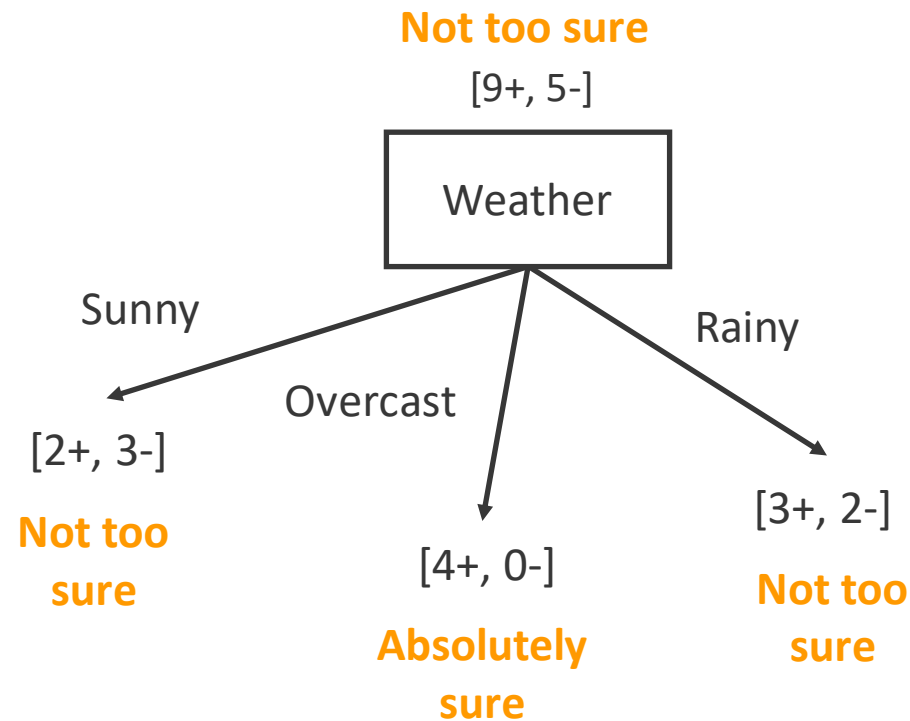 Not too sure
[9+, 5-]
Weather
Sunny
Overcast
Rainy
[2+, 3-]
Not too
sure
[4+, 0-]
Absolutely
sure
[3+, 2-]
Not too
sure